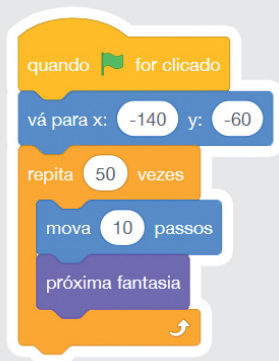 quando for clicado
vá para x: -140 y: -60
repita 50 vezes
mova 10 passos
próxima fantasia